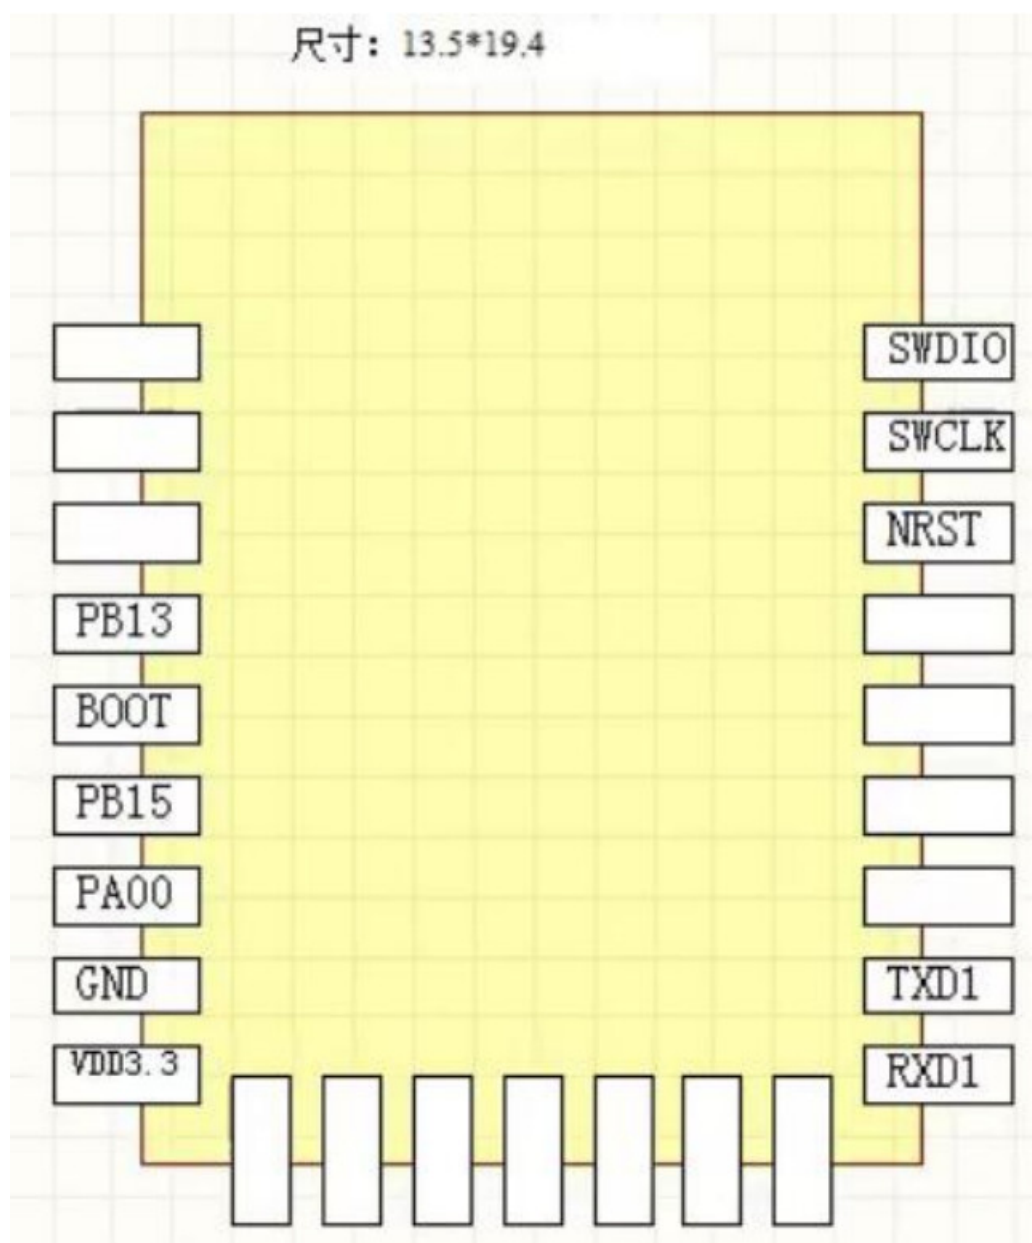 尺寸：13.5*19.4
SWDIO
SWCLK
NRST
PB13
BOOT
PB15
PA00
GND
TXD1
VDD3.3
RXD1